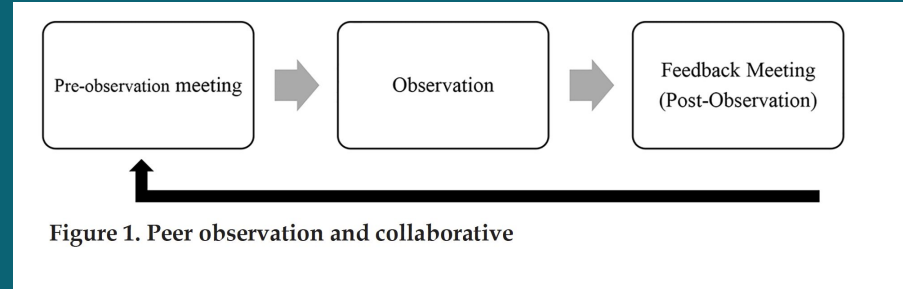 Pre-observation meeting
Observation
Feedback Meeting
(Post-Observation)
Figure 1. Peer observation and collaborative